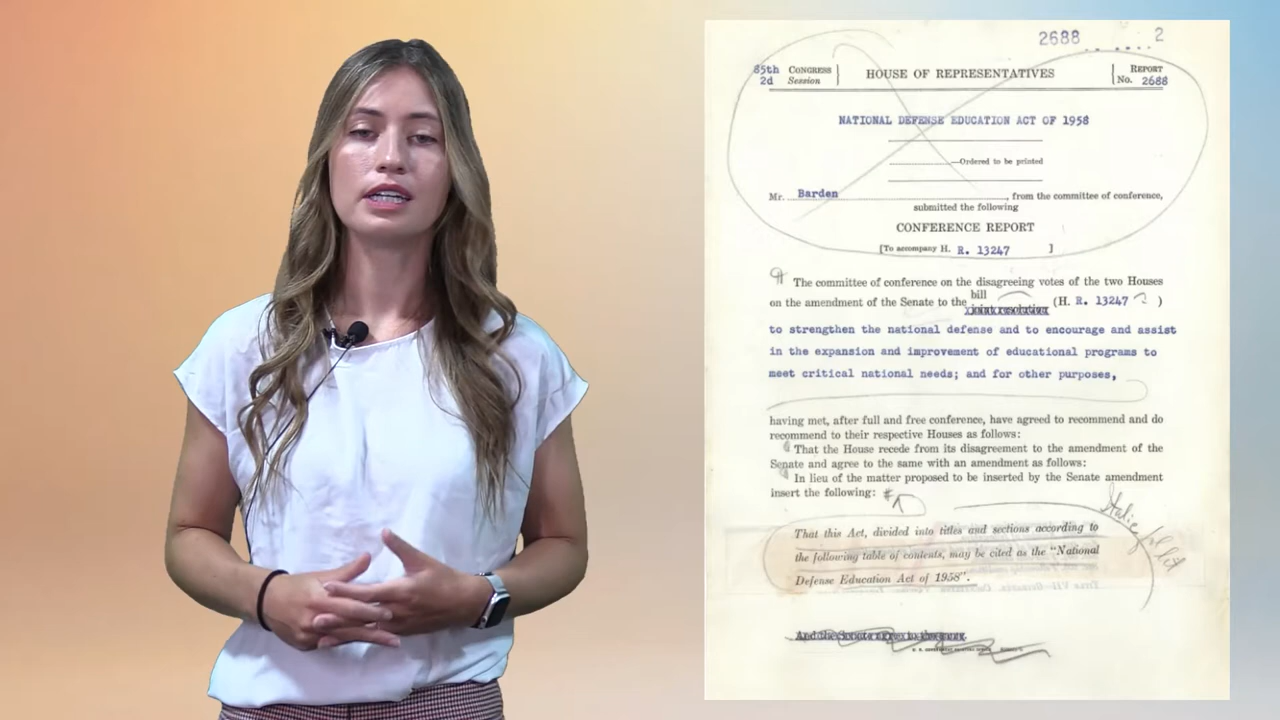 2688 2
85th CONGRESS HOUSE OF REPRESENTATIVES REPORT
2d Session No. 2688
NATIONAL DEFENSE EDUCATION ACT OF 1958
—Ordered to be printed
Mr. Barden, from the committee of conference,
submitted the following
CONFERENCE REPORT
[To accompany H. R. 13247 ]
The committee of conference on the disagreeing votes of the two Houses
bill
on the amendment of the Senate to the joint resolution (H. R. 13247 )
to strengthen the national defense and to encourage and assist
in the expansion and improvement of educational programs to
meet critical national needs; and for other purposes,
having met, after full and free conference, have agreed to recommend and do
recommend to their respective Houses as follows:
That the House recede from its disagreement to the amendment of the
Senate and agree to the same with an amendment as follows:
In lieu of the matter proposed to be inserted by the Senate amendment
insert the following:
That this Act, divided into titles and sections according to
the following table of contents, may be cited as the "National
Defense Education Act of 1958".
And the Senate agree to the same.